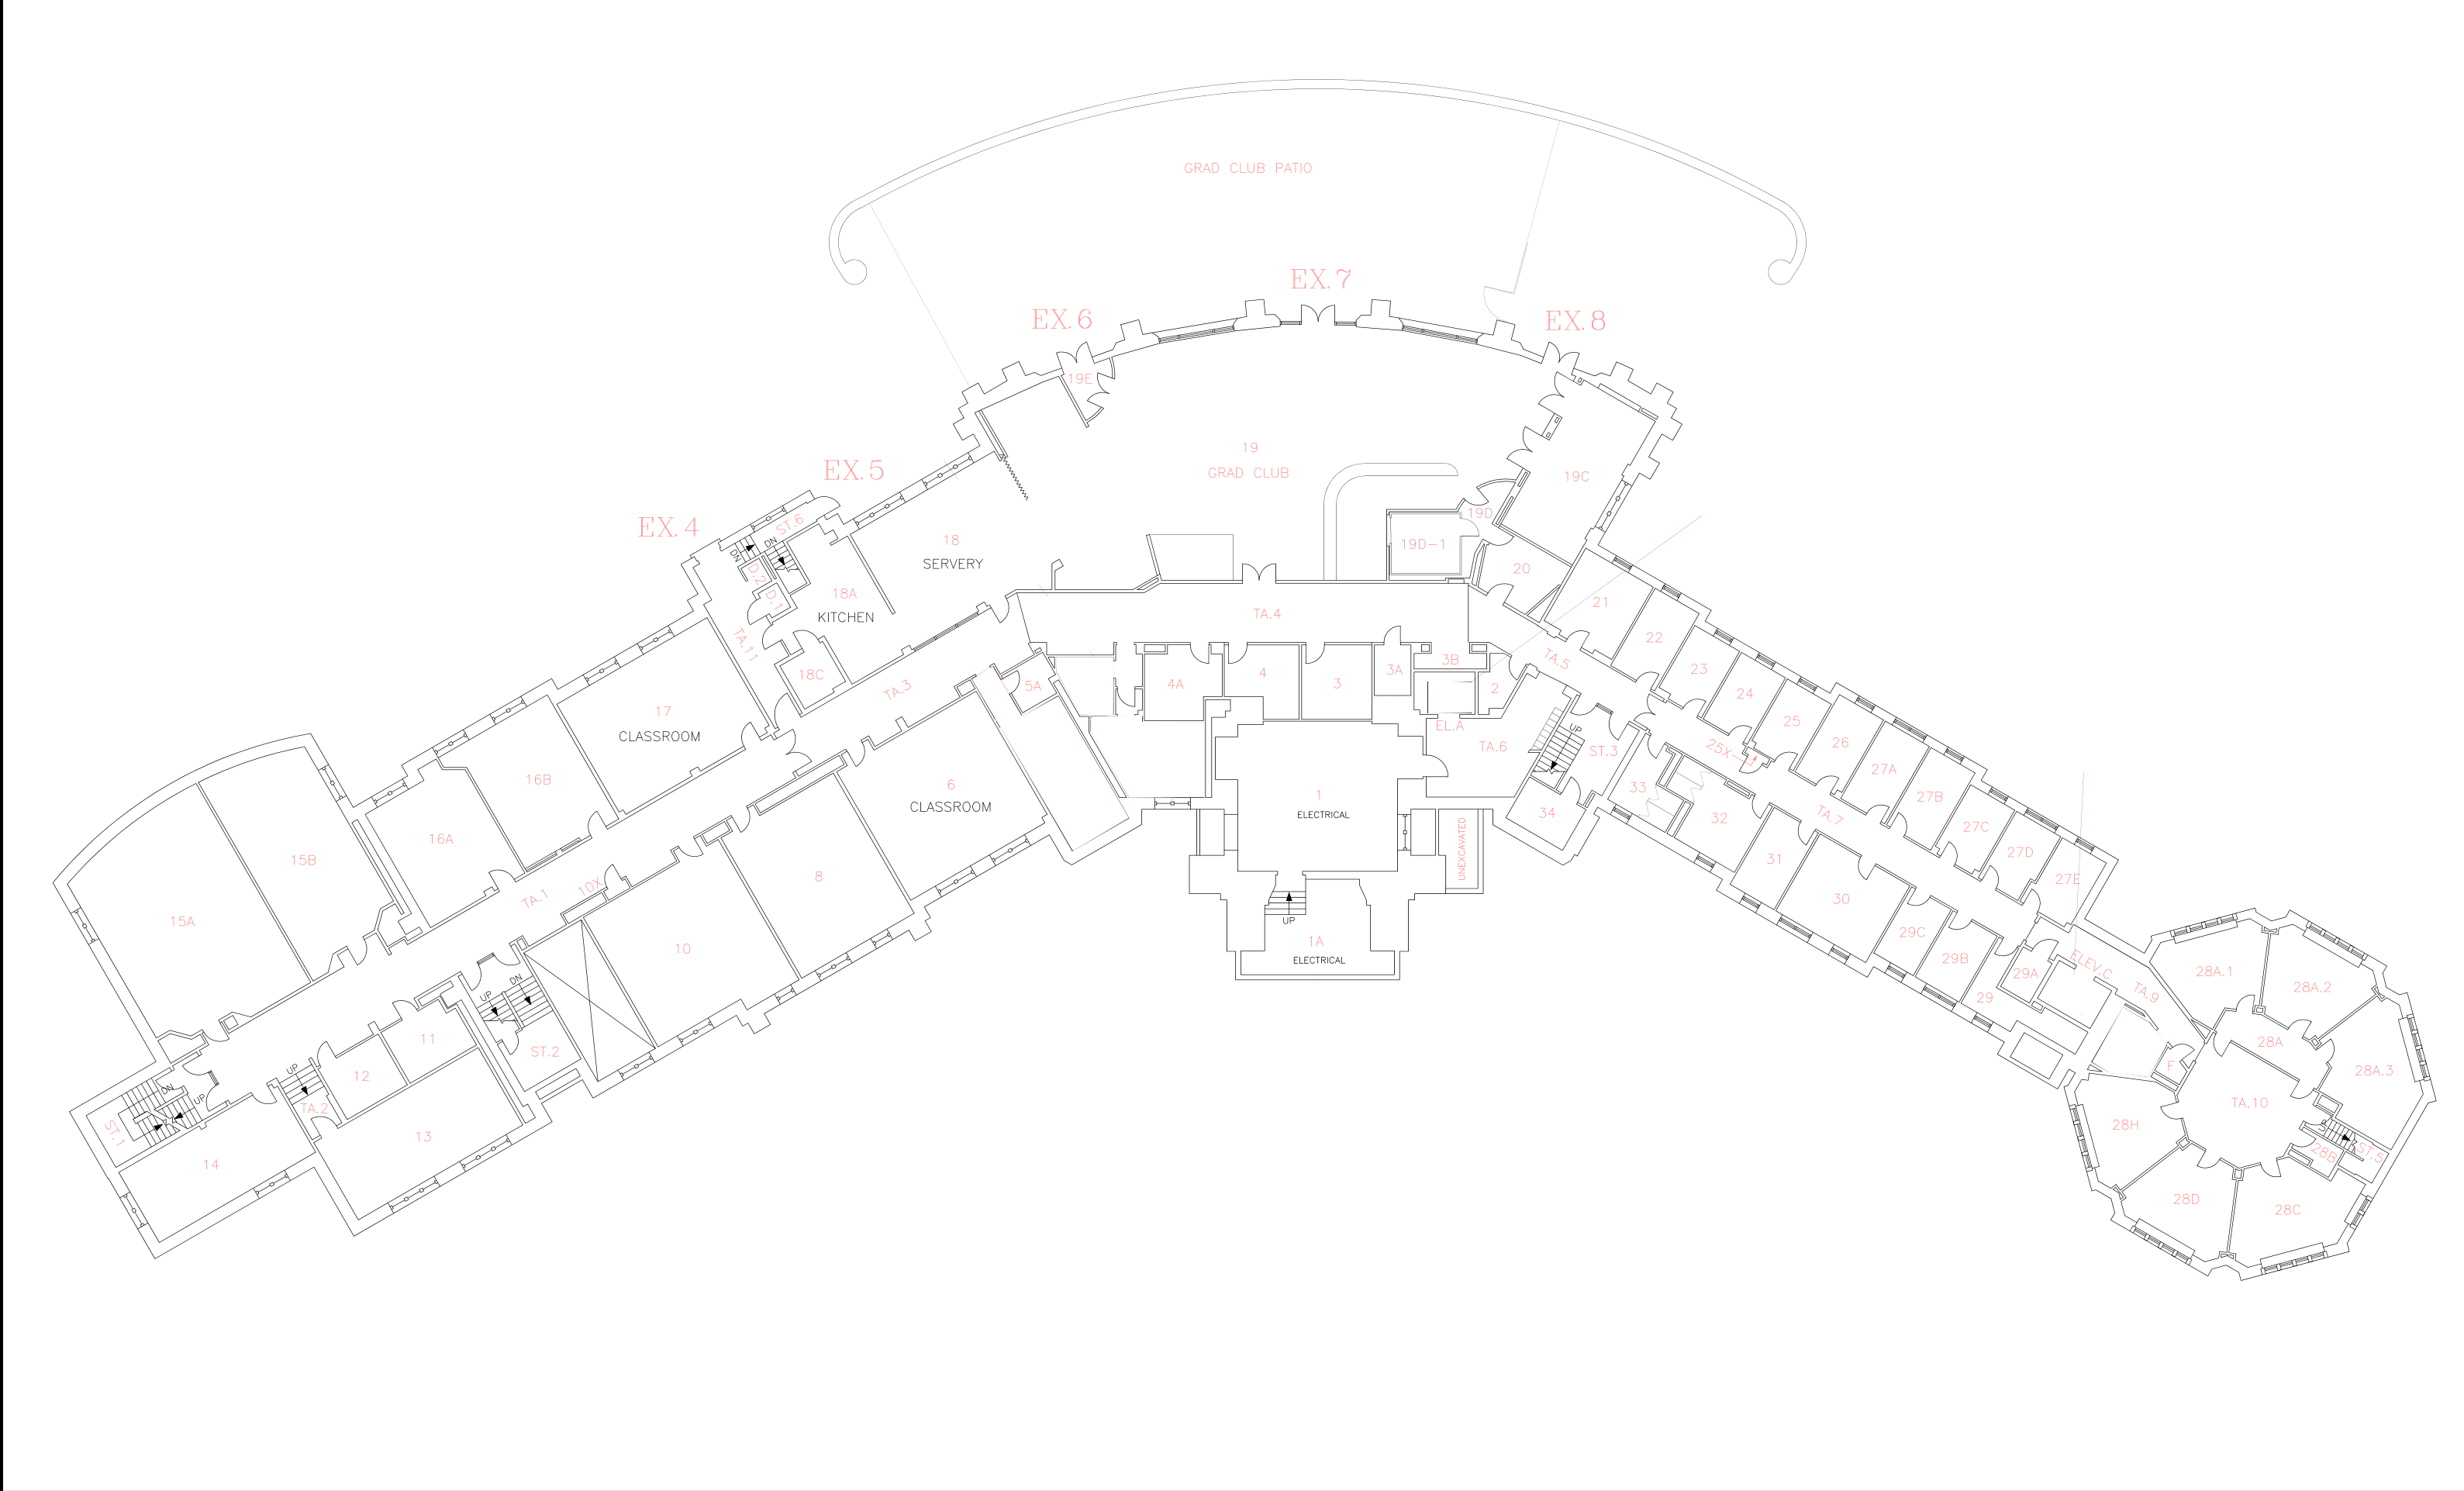 GRAD CLUB PATIO
EX.7
EX.6
EX.8
19E
19
GRAD CLUB
EX.5
19C
EX.4
ST.6
19D
DN
DN
18
SERVERY
19D-1
D.2
D.1
18A
KITCHEN
20
21
TA.4
TA.11
22
18C
TA.3
5A
4A
4
3
3A
3B
2
TA.5
23
24
17
CLASSROOM
EL.A
TA.6
UP
ST.3
25X
25
26
16B
6
CLASSROOM
1
ELECTRICAL
33
34
27A
27B
TA.7
32
27C
16A
15B
8
UNEXCAVATED
31
27D
27E
10X
TA.1
30
15A
10
UP
1A
ELECTRICAL
29C
29B
29A
29
ELEV.C
TA.9
28A.1
28A.2
UP
DN
ST.2
11
12
UP
28A
F
28A.3
DN
UP
ST.1
TA.2
13
14
TA.10
28H
UP
28B
ST.5
28D
28C